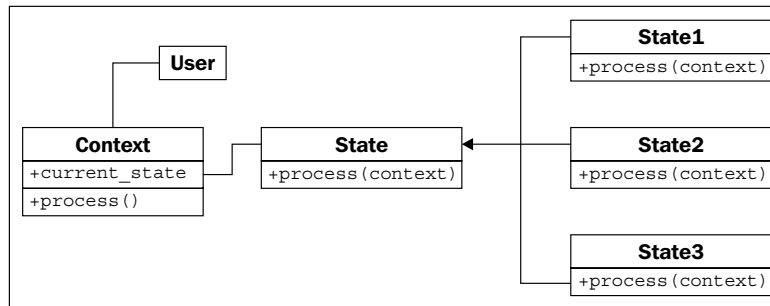 User
Context
+current_state
+process()
State
+process(context)
State1
+process(context)
State2
+process(context)
State3
+process(context)